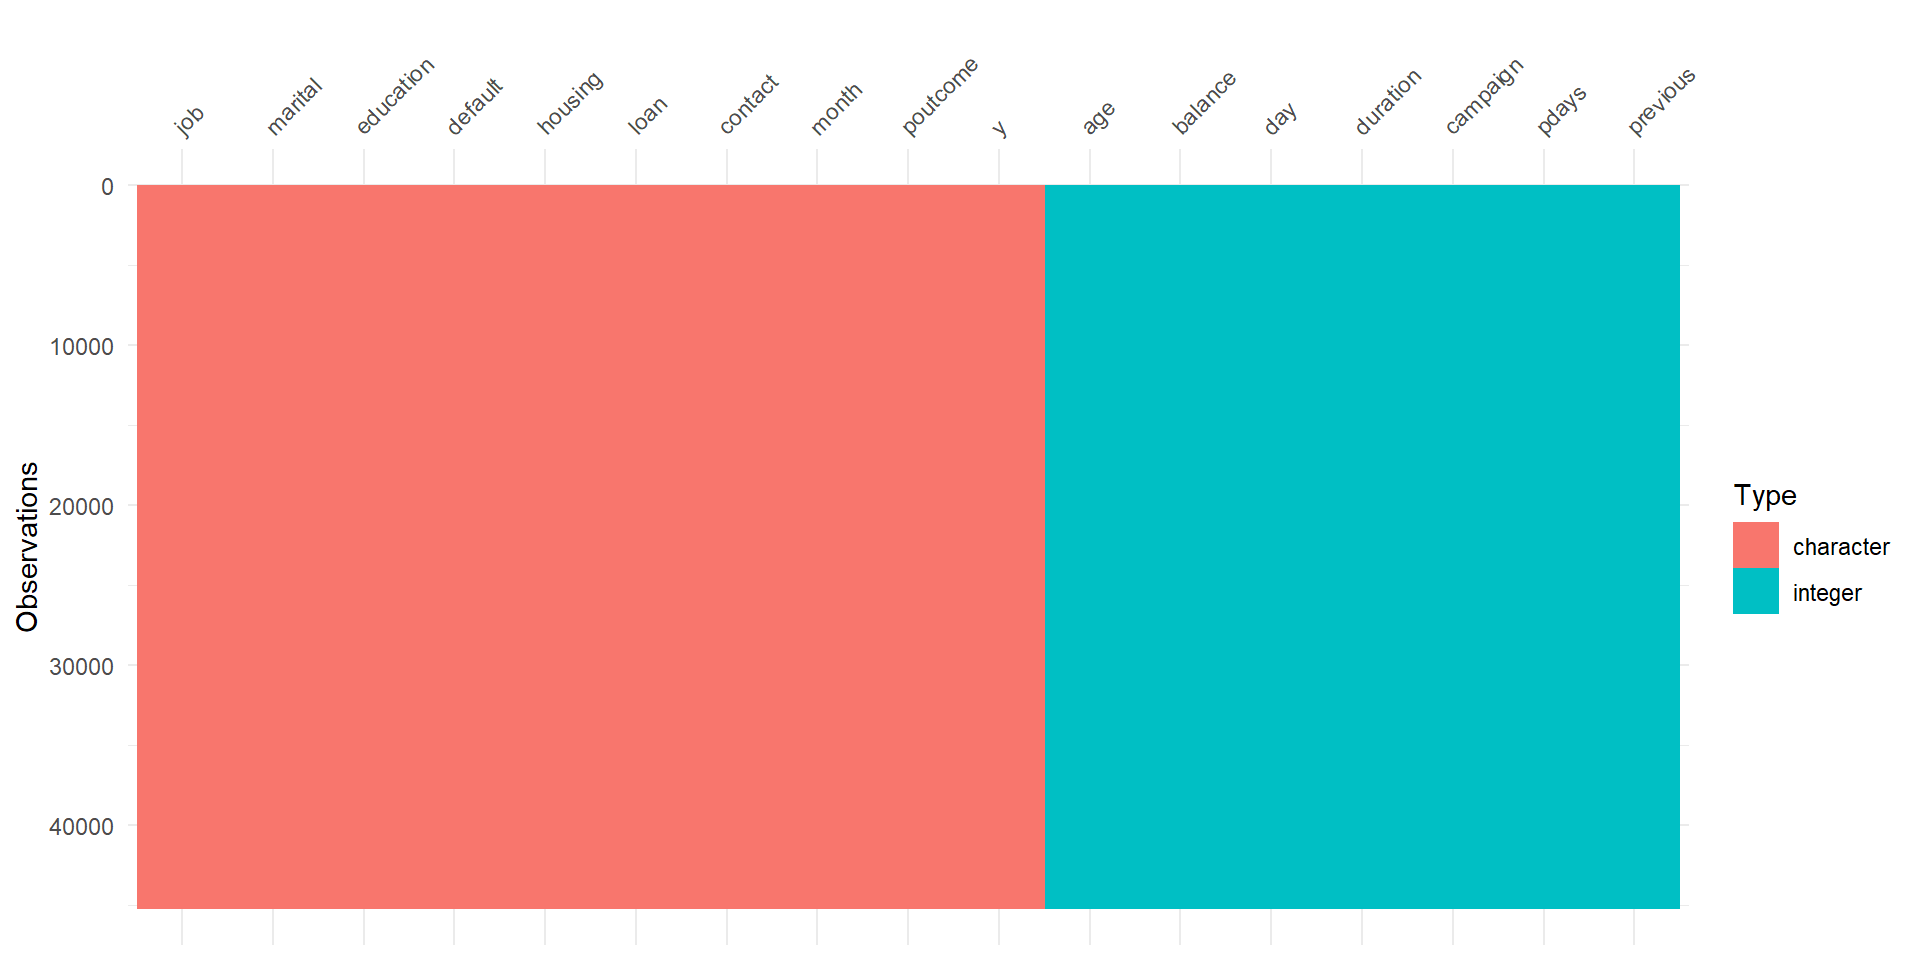 job
marital
education
default
housing
loan
contact
month
poutcome
y
age
balance
day
duration
campaign
pdays
previous
0
10000
20000
30000
40000
Observations
Type
character
integer